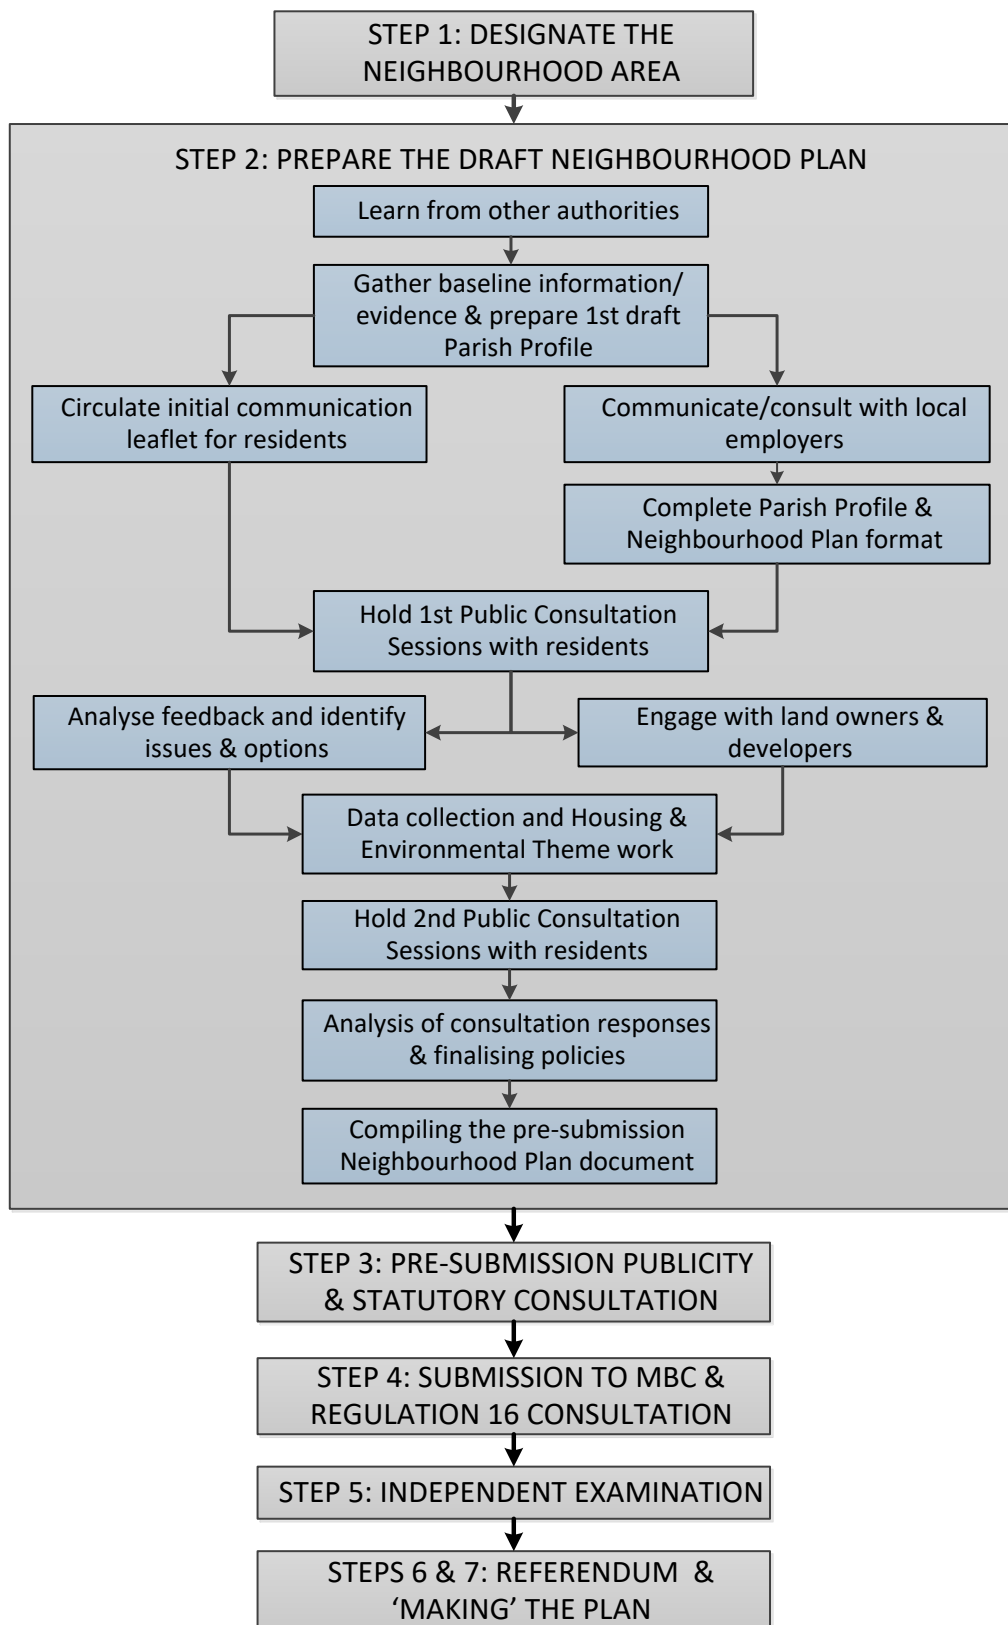 STEP 1: DESIGNATE THE
NEIGHBOURHOOD AREA
STEP 2: PREPARE THE DRAFT NEIGHBOURHOOD PLAN
Learn from other authorities
Gather baseline information/
evidence & prepare 1st draft
Parish Profile
Circulate initial communication
leaflet for residents
Communicate/consult with local
employers
Complete Parish Profile &
Neighbourhood Plan format
Hold 1st Public Consultation
Sessions with residents
Analyse feedback and identify
issues & options
Engage with land owners &
developers
Data collection and Housing &
Environmental Theme work
Hold 2nd Public Consultation
Sessions with residents
Analysis of consultation responses
& finalising policies
Compiling the pre-submission
Neighbourhood Plan document
STEP 3: PRE-SUBMISSION PUBLICITY
& STATUTORY CONSULTATION
STEP 4: SUBMISSION TO MBC &
REGULATION 16 CONSULTATION
STEP 5: INDEPENDENT EXAMINATION
STEPS 6 & 7: REFERENDUM &
‘MAKING’ THE PLAN